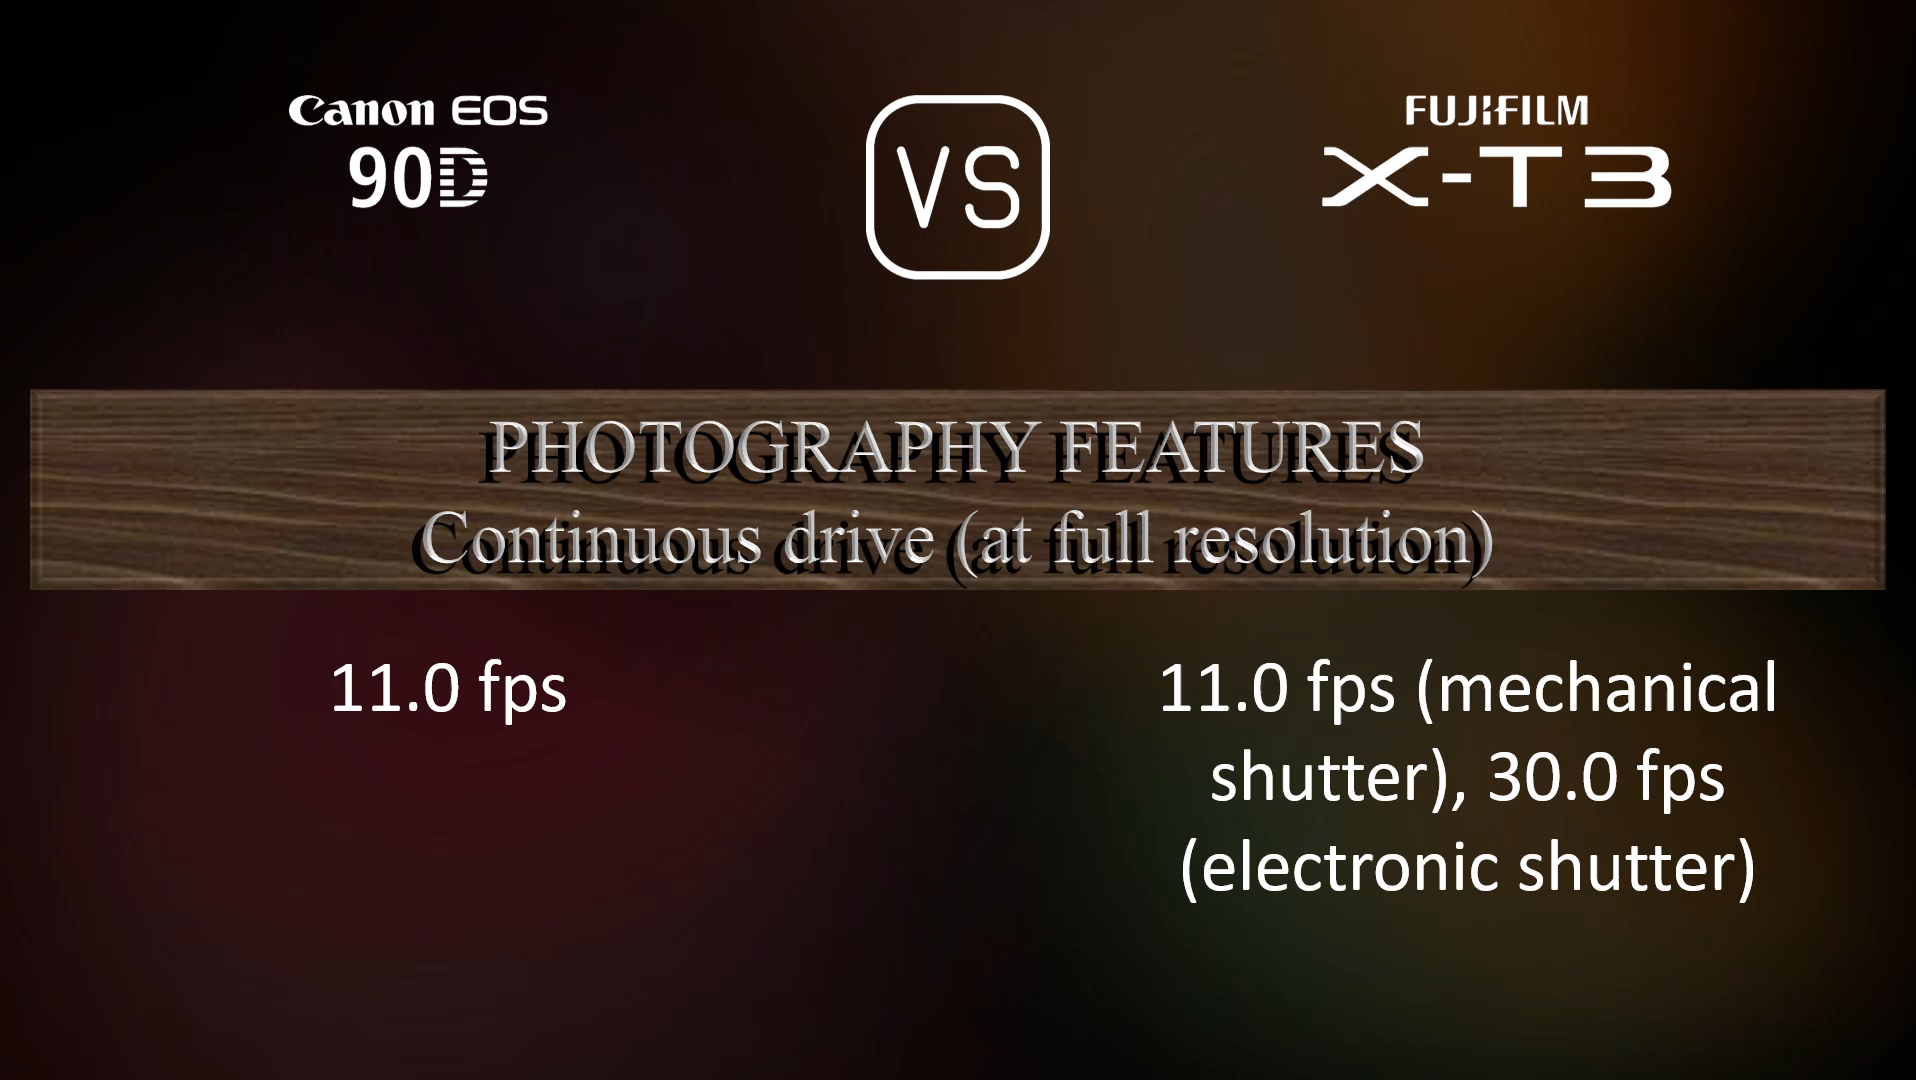 Canon EOS
90D
VS
FUJIFILM
X-T3
PHOTOGRAPHY FEATURES
Continuous drive (at full resolution)
11.0 fps
11.0 fps (mechanical
shutter), 30.0 fps
(electronic shutter)